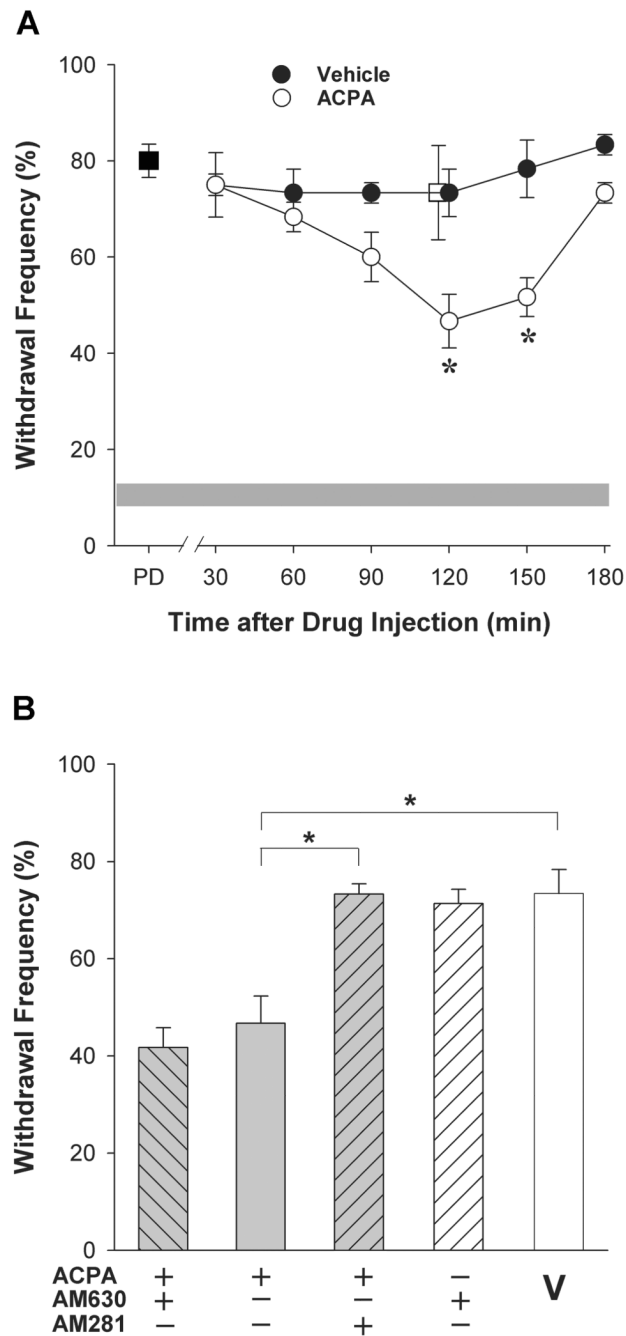 A
100
Vehicle
ACPA
80
60
40
20
0
Withdrawal Frequency (%)
* *
PD 30 60 90 120 150 180
Time after Drug Injection (min)
B
100
80
60
40
20
0
Withdrawal Frequency (%)
*
*
ACPA + + + – V
AM630 + – – +
AM281 – – + –